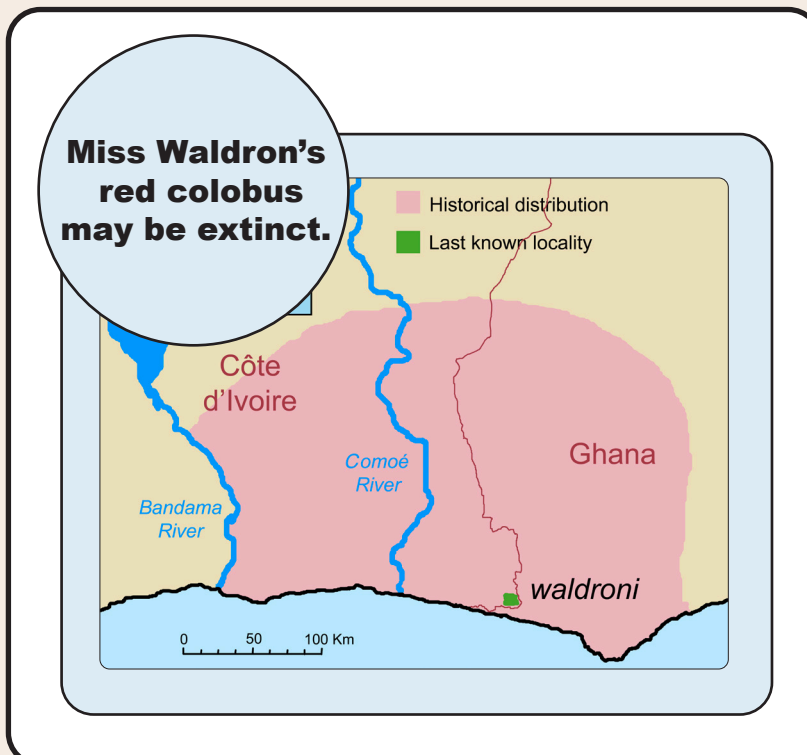 Miss Waldron’s
red colobus
may be extinct.
Historical distribution
Last known locality
Côte
d’Ivoire
Ghana
Comoé
River
Bandama
River
waldroni
0 50 100 Km